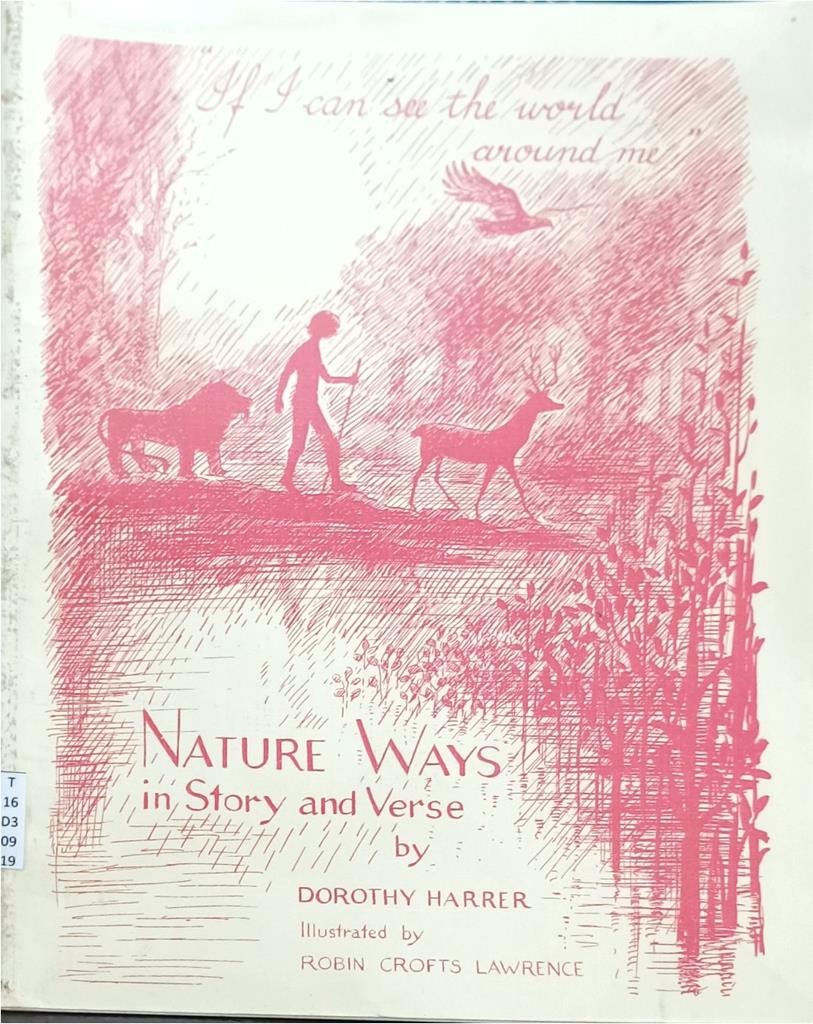 "If I can see the world
around me"
NATURE WAYS
in Story and Verse
by
DOROTHY HARRER
Illustrated by
ROBIN CROFTS LAWRENCE
T
16
D3
09
19